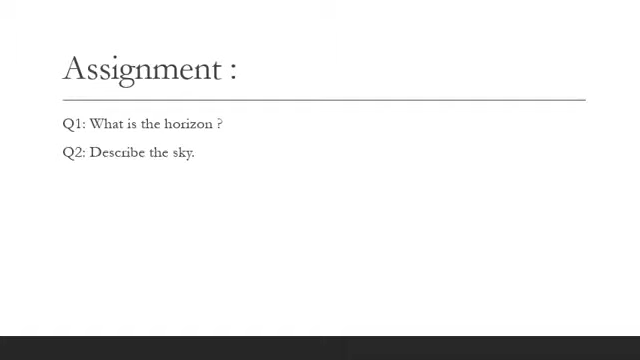 Assignment :
Q1: What is the horizon ?
Q2: Describe the sky.